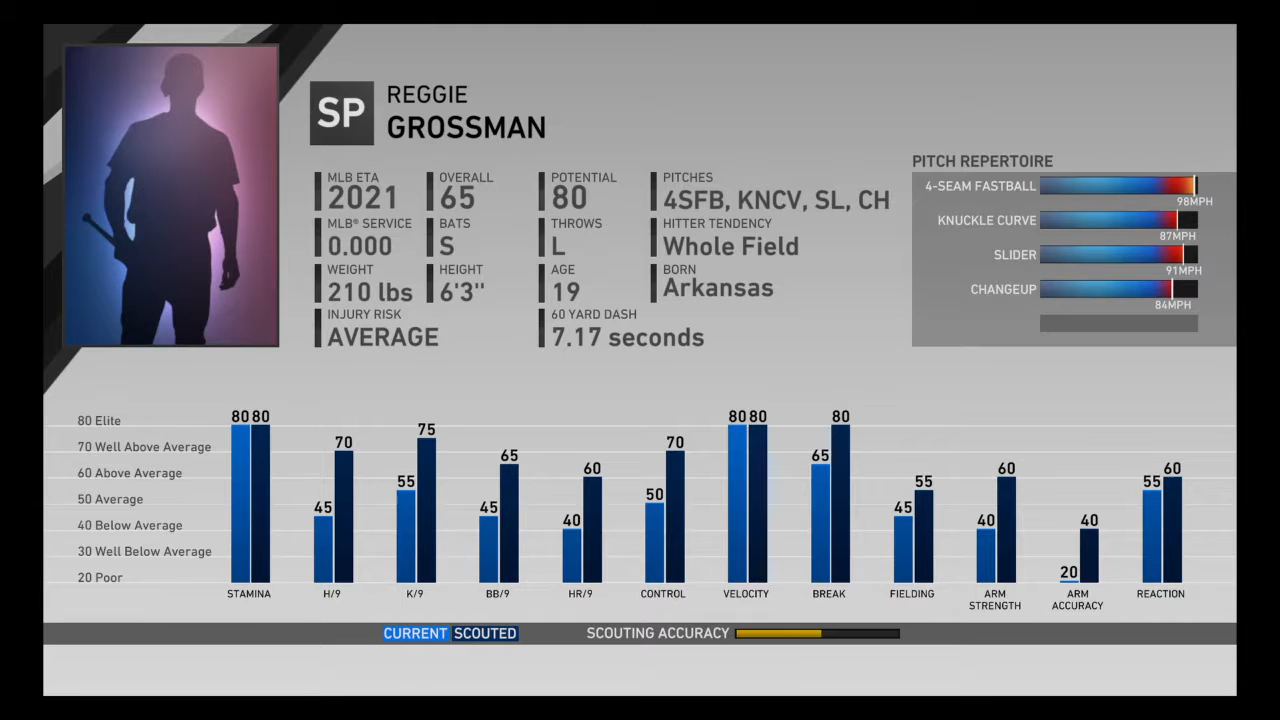 SP
REGGIE
GROSSMAN
MLB ETA
2021
OVERALL
65
POTENTIAL
80
PITCHES
4SFB, KNCV, SL, CH
MLB® SERVICE
0.000
BATS
S
THROWS
L
HITTER TENDENCY
Whole Field
WEIGHT
210 lbs
HEIGHT
6'3''
AGE
19
BORN
Arkansas
INJURY RISK
AVERAGE
60 YARD DASH
7.17 seconds
PITCH REPERTOIRE
4-SEAM FASTBALL
98MPH
KNUCKLE CURVE
87MPH
SLIDER
91MPH
CHANGEUP
84MPH
80 Elite
70 Well Above Average
60 Above Average
50 Average
40 Below Average
30 Well Below Average
20 Poor
80 80
45 70
55 75
45 65
40 60
50 70
80 80
65 80
45 55
40 60
20 40
55 60
STAMINA
H/9
K/9
BB/9
HR/9
CONTROL
VELOCITY
BREAK
FIELDING
ARM
STRENGTH
ARM
ACCURACY
REACTION
CURRENT SCOUTED
SCOUTING ACCURACY